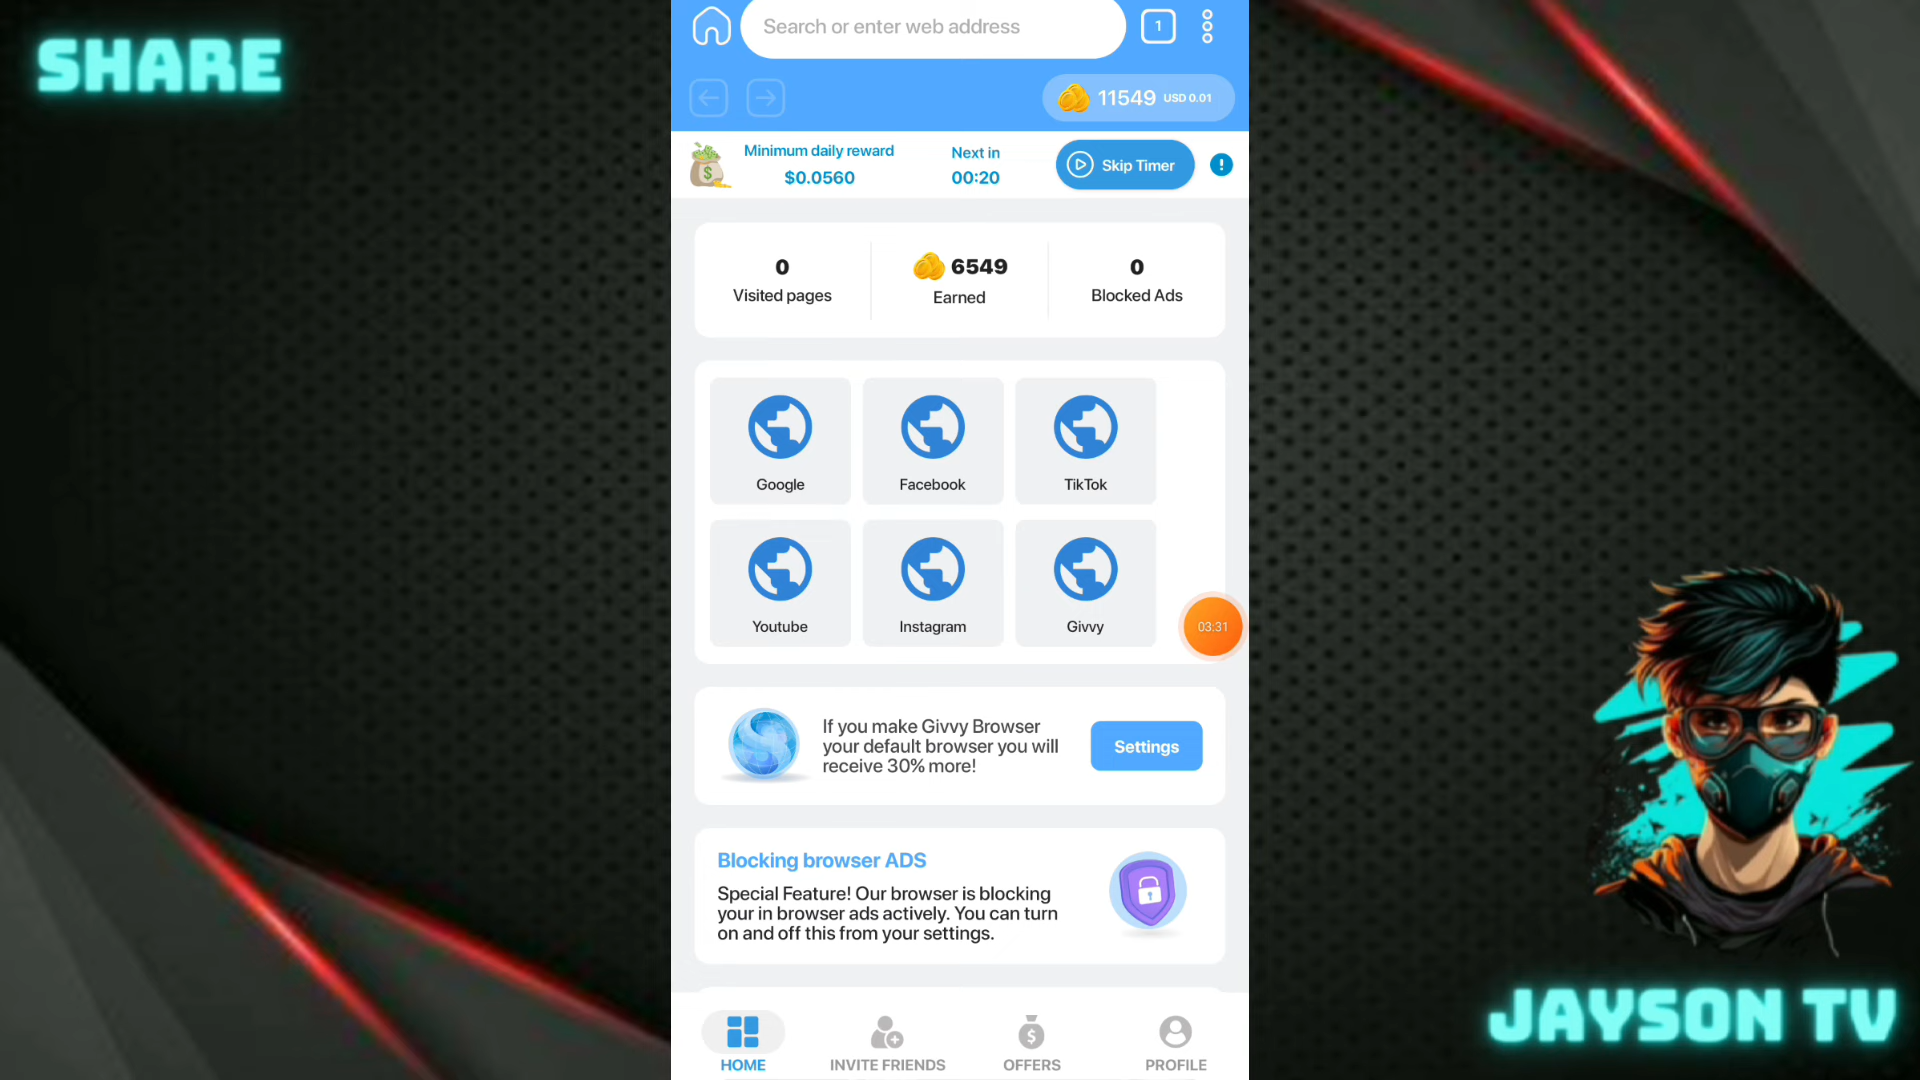 SHARE
Search or enter web address
1
11549 USD 0.01
Minimum daily reward
$0.0560
Next in
00:20
Skip Timer
!
0
Visited pages
6549
Earned
0
Blocked Ads
Google
Facebook
TikTok
Youtube
Instagram
Givvy
03:31
If you make Givvy Browser
your default browser you will
receive 30% more!
Settings
Blocking browser ADS
Special Feature! Our browser is blocking
your in browser ads actively. You can turn
on and off this from your settings.
HOME
INVITE FRIENDS
OFFERS
PROFILE
JAYSON TV